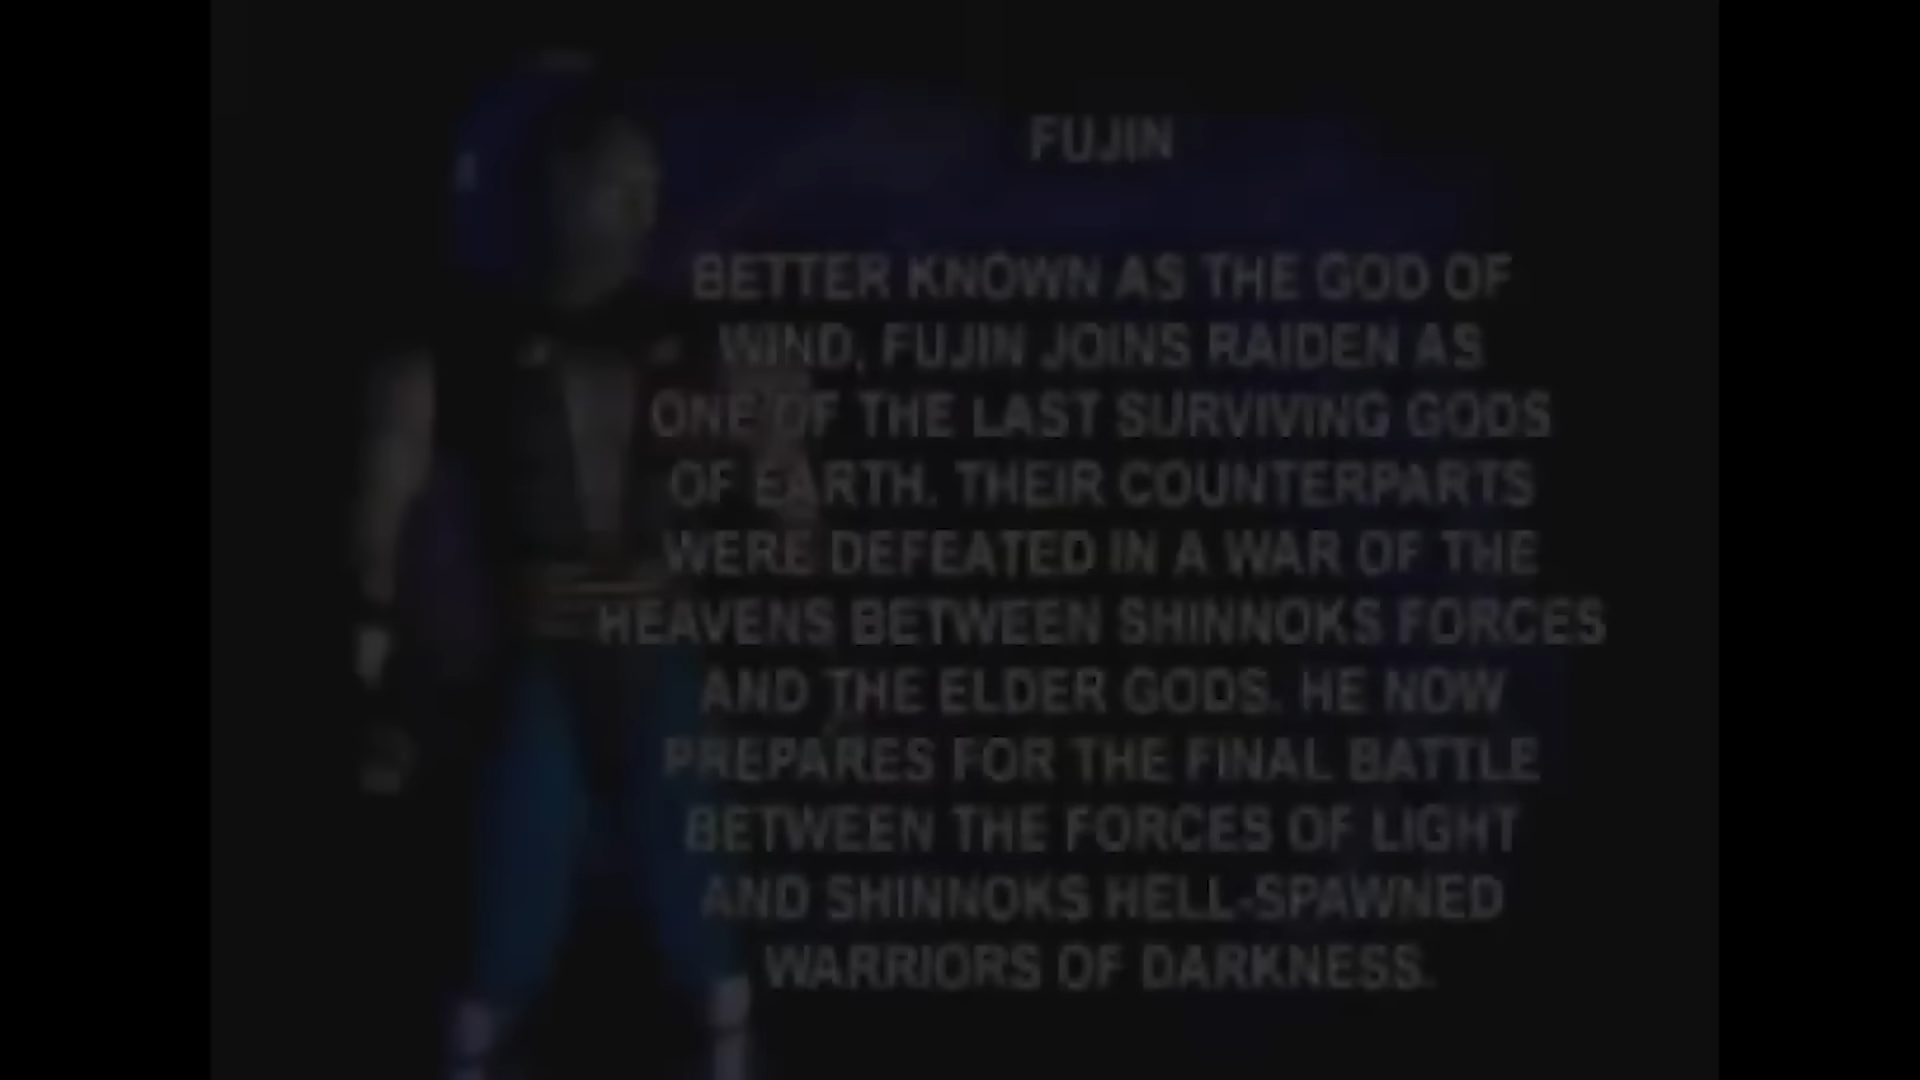 FUJIN
BETTER KNOWN AS THE GOD OF
WIND, FUJIN JOINS RAIDEN AS
ONE OF THE LAST SURVIVING GODS
OF EARTH. THEIR COUNTERPARTS
WERE DEFEATED IN A WAR OF THE
HEAVENS BETWEEN SHINNOKS FORCES
AND THE ELDER GODS. HE NOW
PREPARES FOR THE FINAL BATTLE
BETWEEN THE FORCES OF LIGHT
AND SHINNOKS HELL-SPAWNED
WARRIORS OF DARKNESS.